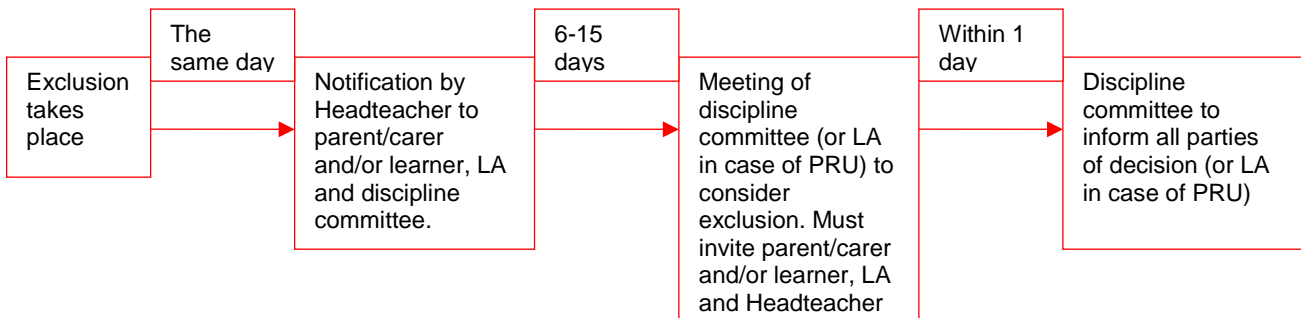 Exclusion
takes
place
The
same day
Notification by
Headteacher to
parent/carer
and/or learner, LA
and discipline
committee.
6-15
days
Meeting of
discipline
committee (or LA
in case of PRU) to
consider
exclusion. Must
invite parent/carer
and/or learner, LA
and Headteacher
Within 1
day
Discipline
committee to
inform all parties
of decision (or LA
in case of PRU)